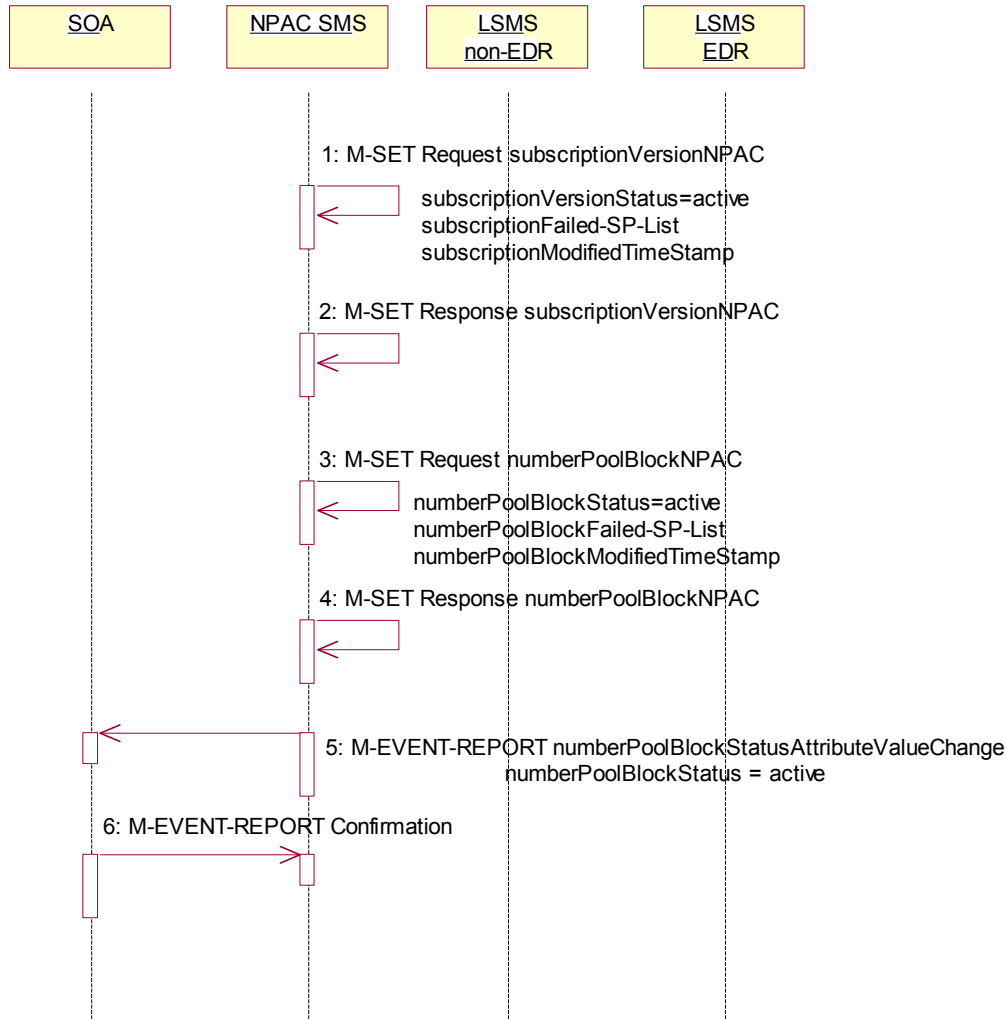 SOA
NPAC SMS
LSMS
non-EDR
LSMS
EDR
1: M-SET Request subscriptionVersionNPAC
subscriptionVersionStatus=active
subscriptionFailed-SP-List
subscriptionModifiedTimeStamp
2: M-SET Response subscriptionVersionNPAC
3: M-SET Request numberPoolBlockNPAC
numberPoolBlockStatus=active
numberPoolBlockFailed-SP-List
numberPoolBlockModifiedTimeStamp
4: M-SET Response numberPoolBlockNPAC
5: M-EVENT-REPORT numberPoolBlockStatusAttributeValueChange
numberPoolBlockStatus = active
6: M-EVENT-REPORT Confirmation